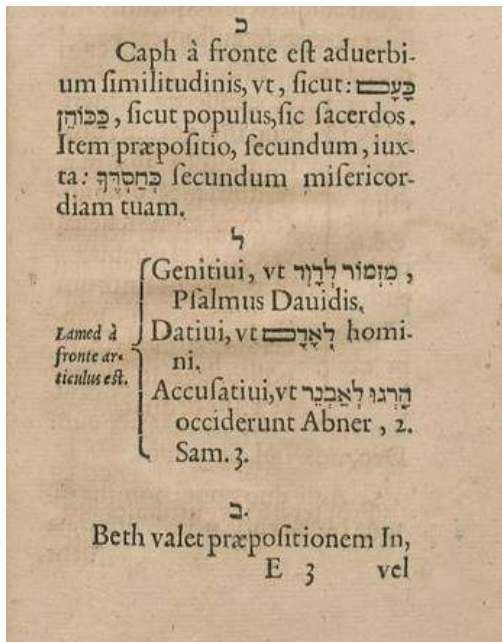 כ
Caph à fronte eſt aduerbi-
um ſimilitudinis, vt, ſicut: כָּעָם
כַּכּוֹהֵן, ſicut populus, ſic ſacerdos.
Item præpoſitio, ſecundum, iux-
ta: כְּחַסְדֶּךָ ſecundum miſericor-
diam tuam.
ל
Genitiui, vt מִזְמוֹר לְדָוִד,
Pſalmus Dauidis.
Lamed à
fronte ar-
ticulus eſt.
Datiui, vt לְאָדָם homi-
ni.
Accuſatiui, vt הָרְגוּ לְאַבְנֵר
occiderunt Abner, 2.
Sam. 3.
ב.
Beth valet præpoſitionem In,
E 3 vel